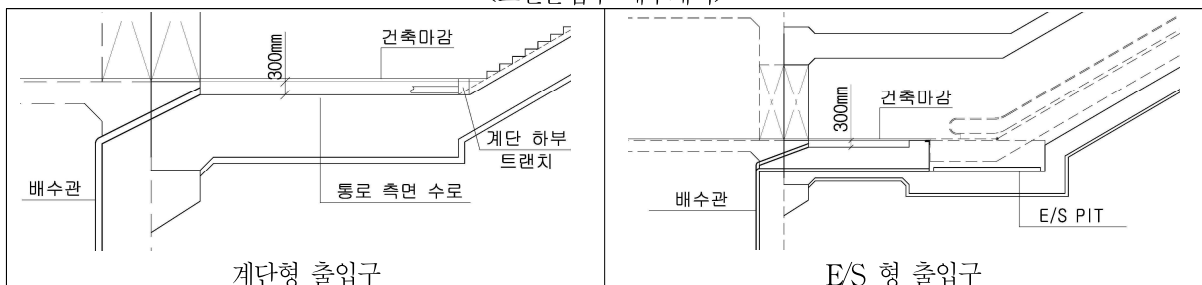 300mm
건축마감
계단 하부
트랜치
배수관
통로 측면 수로
계단형 출입구
300mm
건축마감
배수관
E/S PIT
E/S 형 출입구